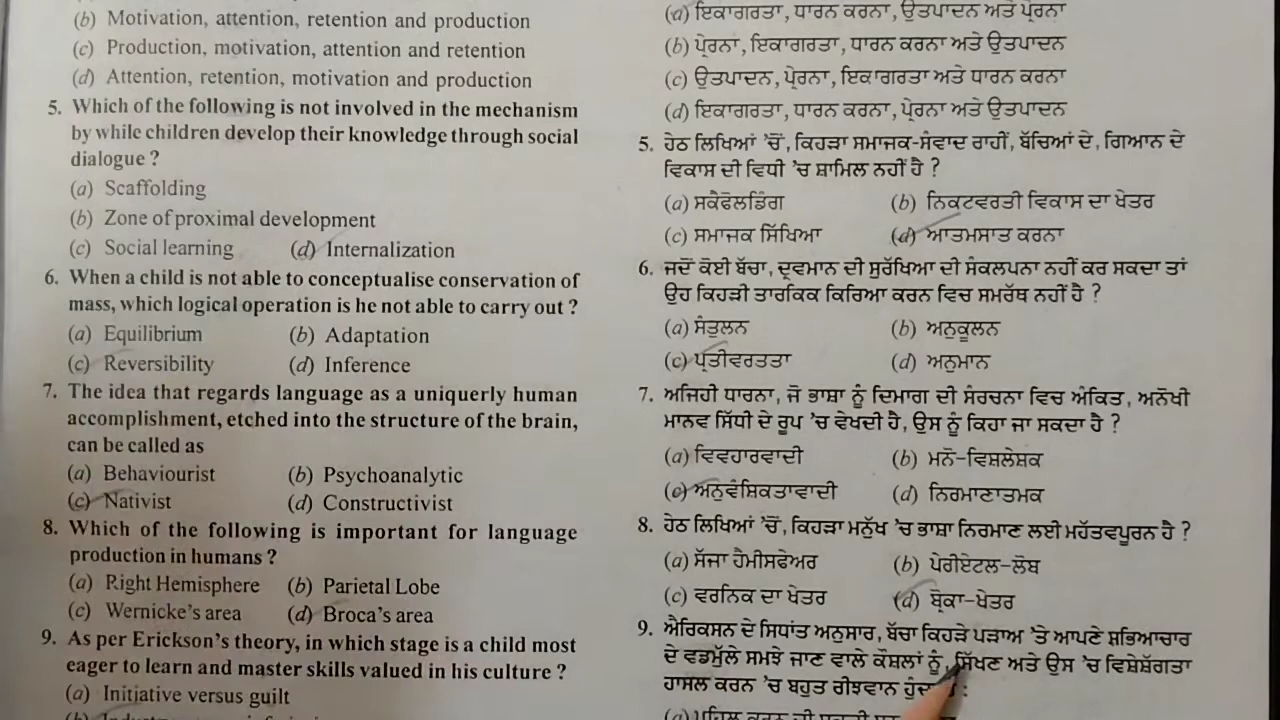 (b) Motivation, attention, retention and production
(c) Production, motivation, attention and retention
(d) Attention, retention, motivation and production
5. Which of the following is not involved in the mechanism
by while children develop their knowledge through social
dialogue ?
(a) Scaffolding
(b) Zone of proximal development
(c) Social learning (d) Internalization
6. When a child is not able to conceptualise conservation of
mass, which logical operation is he not able to carry out ?
(a) Equilibrium (b) Adaptation
(c) Reversibility (d) Inference
7. The idea that regards language as a uniquerly human
accomplishment, etched into the structure of the brain,
can be called as
(a) Behaviourist (b) Psychoanalytic
(c) Nativist (d) Constructivist
8. Which of the following is important for language
production in humans ?
(a) Right Hemisphere (b) Parietal Lobe
(c) Wernicke's area (d) Broca's area
9. As per Erickson's theory, in which stage is a child most
eager to learn and master skills valued in his culture ?
(a) Initiative versus guilt
(a) ਇਕਾਗਰਤਾ, ਧਾਰਨ ਕਰਨਾ, ਉਤਪਾਦਨ ਅਤੇ ਪ੍ਰੇਰਨਾ
(b) ਪ੍ਰੇਰਨਾ, ਇਕਾਗਰਤਾ, ਧਾਰਨ ਕਰਨਾ ਅਤੇ ਉਤਪਾਦਨ
(c) ਉਤਪਾਦਨ, ਪ੍ਰੇਰਨਾ, ਇਕਾਗਰਤਾ ਅਤੇ ਧਾਰਨ ਕਰਨਾ
(d) ਇਕਾਗਰਤਾ, ਧਾਰਨ ਕਰਨਾ, ਪ੍ਰੇਰਨਾ ਅਤੇ ਉਤਪਾਦਨ
5. ਹੇਠ ਲਿਖਿਆਂ 'ਚੋਂ, ਕਿਹੜਾ ਸਮਾਜਕ-ਸੰਵਾਦ ਰਾਹੀਂ, ਬੱਚਿਆਂ ਦੇ, ਗਿਆਨ ਦੇ
ਵਿਕਾਸ ਦੀ ਵਿਧੀ 'ਚ ਸ਼ਾਮਿਲ ਨਹੀਂ ਹੈ ?
(a) ਸਕੈਫੋਲਡਿੰਗ (b) ਨਿਕਟਵਰਤੀ ਵਿਕਾਸ ਦਾ ਖੇਤਰ
(c) ਸਮਾਜਕ ਸਿੱਖਿਆ (d) ਆਤਮਸਾਤ ਕਰਨਾ
6. ਜਦੋਂ ਕੋਈ ਬੱਚਾ, ਦ੍ਰਵਮਾਨ ਦੀ ਸੁਰੱਖਿਆ ਦੀ ਸੰਕਲਪਨਾ ਨਹੀਂ ਕਰ ਸਕਦਾ ਤਾਂ
ਉਹ ਕਿਹੜੀ ਤਾਰਕਿਕ ਕਿਰਿਆ ਕਰਨ ਵਿਚ ਸਮਰੱਥ ਨਹੀਂ ਹੈ ?
(a) ਸੰਤੁਲਨ (b) ਅਨੁਕੂਲਨ
(c) ਪ੍ਰਤੀਵਰਤਤਾ (d) ਅਨੁਮਾਨ
7. ਅਜਿਹੀ ਧਾਰਨਾ, ਜੋ ਭਾਸ਼ਾ ਨੂੰ ਦਿਮਾਗ ਦੀ ਸੰਰਚਨਾ ਵਿਚ ਅੰਕਿਤ, ਅਨੋਖੀ
ਮਾਨਵ ਸਿੱਧੀ ਦੇ ਰੂਪ 'ਚ ਵੇਖਦੀ ਹੈ, ਉਸ ਨੂੰ ਕਿਹਾ ਜਾ ਸਕਦਾ ਹੈ ?
(a) ਵਿਵਹਾਰਵਾਦੀ (b) ਮਨੋ-ਵਿਸ਼ਲੇਸ਼ਕ
(c) ਅਨੁਵੰਸ਼ਿਕਤਾਵਾਦੀ (d) ਨਿਰਮਾਣਾਤਮਕ
8. ਹੇਠ ਲਿਖਿਆਂ 'ਚੋਂ, ਕਿਹੜਾ ਮਨੁੱਖ 'ਚ ਭਾਸ਼ਾ ਨਿਰਮਾਣ ਲਈ ਮਹੱਤਵਪੂਰਨ ਹੈ ?
(a) ਸੱਜਾ ਹੈਮੀਸਫੇਅਰ (b) ਪੇਰੀਏਟਲ-ਲੋਬ
(c) ਵਰਨਿਕ ਦਾ ਖੇਤਰ (d) ਬ੍ਰੋਕਾ-ਖੇਤਰ
9. ਐਰਿਕਸਨ ਦੇ ਸਿਧਾਂਤ ਅਨੁਸਾਰ, ਬੱਚਾ ਕਿਹੜੇ ਪੜਾਅ 'ਤੇ ਆਪਣੇ ਸ਼ਭਿਆਚਾਰ
ਦੇ ਵਡਮੁੱਲੇ ਸਮਝੇ ਜਾਣ ਵਾਲੇ ਕੌਸ਼ਲਾਂ ਨੂੰ, ਸਿੱਖਣ ਅਤੇ ਉਸ 'ਚ ਵਿਸ਼ੇਸ਼ੱਗਤਾ
ਹਾਸਲ ਕਰਨ 'ਚ ਬਹੁਤ ਰੀਝਵਾਨ